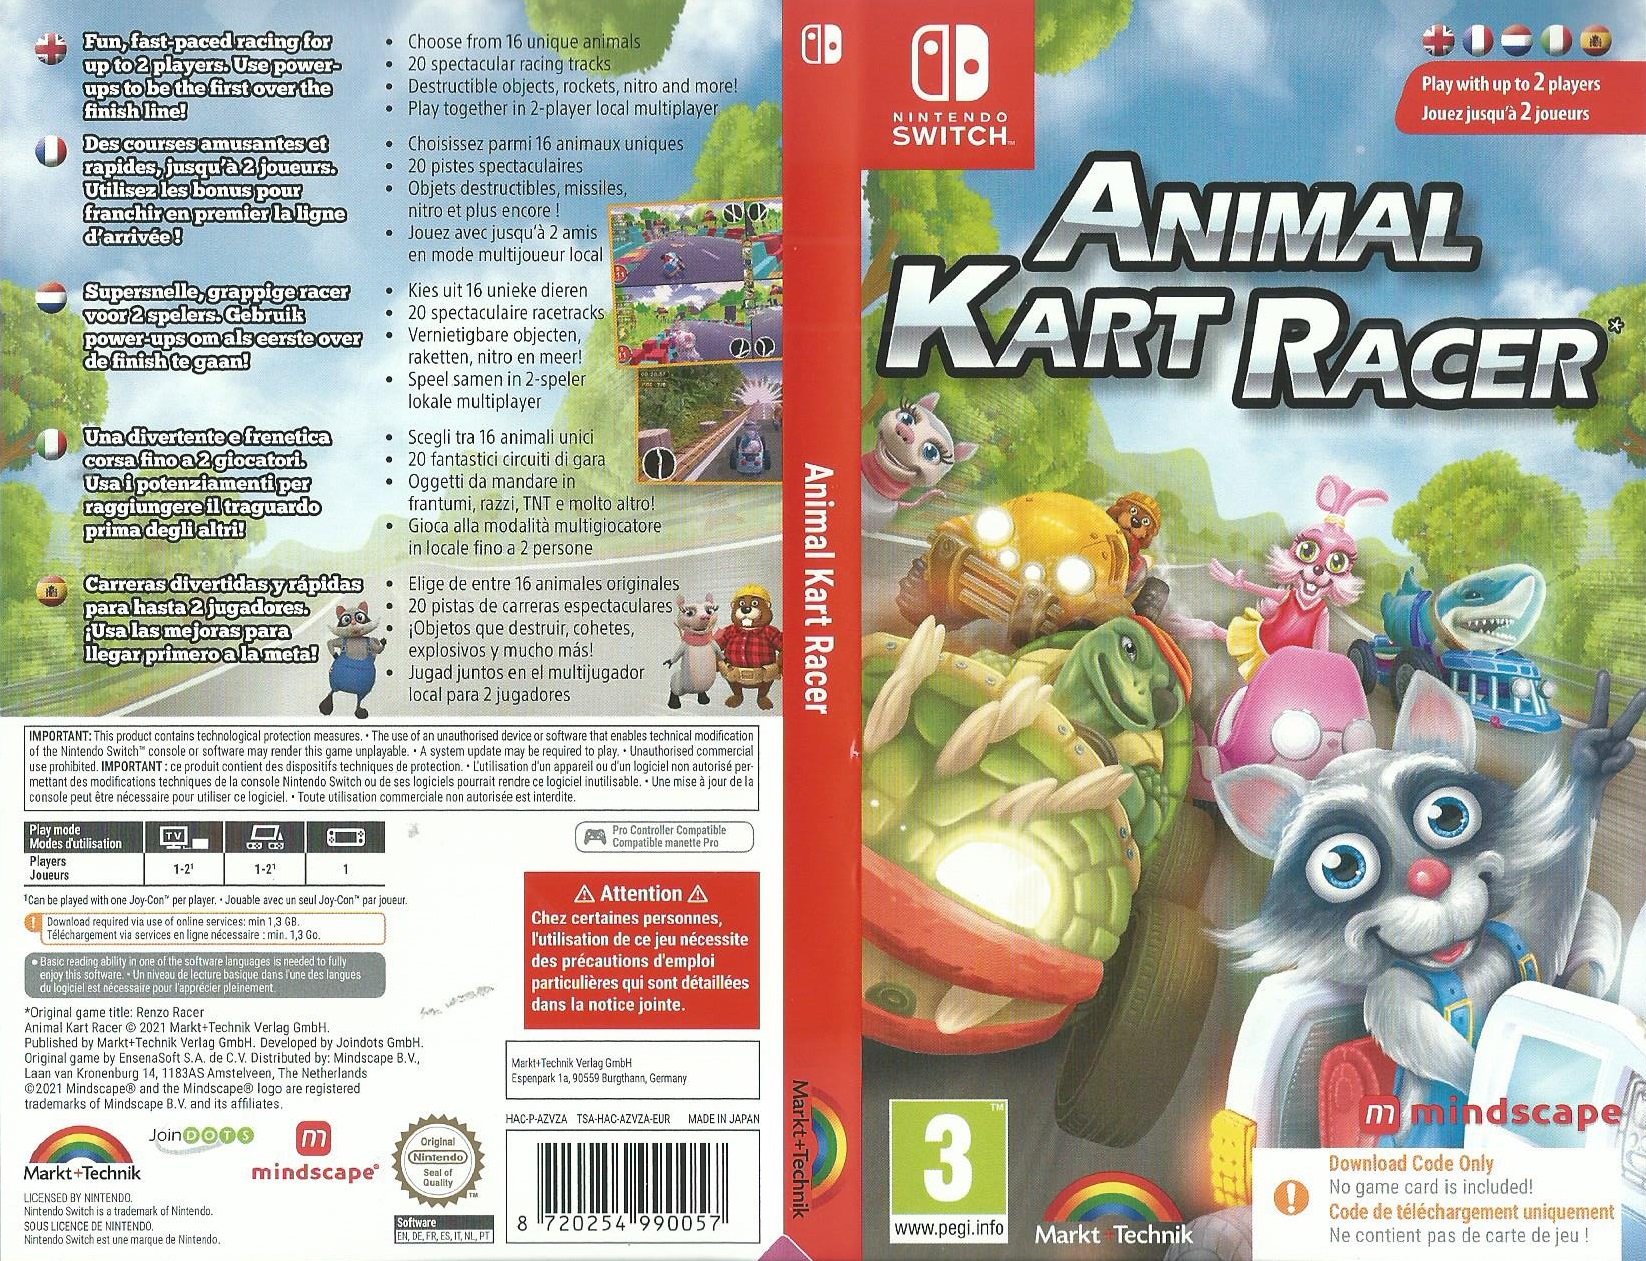 Fun, fast-paced racing for
up to 2 players. Use power-
ups to be the first over the
finish line!
• Choose from 16 unique animals
• 20 spectacular racing tracks
• Destructible objects, rockets, nitro and more!
• Play together in 2-player local multiplayer
Des courses amusantes et
rapides, jusqu'à 2 joueurs.
Utilisez les bonus pour
franchir en premier la ligne
d'arrivée !
• Choisissez parmi 16 animaux uniques
• 20 pistes spectaculaires
• Objets destructibles, missiles,
nitro et plus encore !
• Jouez avec jusqu'à 2 amis
en mode multijoueur local
Supersnelle, grappige racer
voor 2 spelers. Gebruik
power-ups om als eerste over
de finish te gaan!
• Kies uit 16 unieke dieren
• 20 spectaculaire racetracks
• Vernietigbare objecten,
raketten, nitro en meer!
• Speel samen in 2-speler
lokale multiplayer
Una divertente e frenetica
corsa fino a 2 giocatori.
Usa i potenziamenti per
raggiungere il traguardo
prima degli altri!
• Scegli tra 16 animali unici
• 20 fantastici circuiti di gara
• Oggetti da mandare in
frantumi, razzi, TNT e molto altro!
• Gioca alla modalità multigiocatore
in locale fino a 2 persone
Carreras divertidas y rápidas
para hasta 2 jugadores.
¡Usa las mejoras para
llegar primero a la meta!
• Elige de entre 16 animales originales
• 20 pistas de carreras espectaculares
• ¡Objetos que destruir, cohetes,
explosivos y mucho más!
• Jugad juntos en el multijugador
local para 2 jugadores
IMPORTANT: This product contains technological protection measures. • The use of an unauthorised device or software that enables technical modification
of the Nintendo Switch™ console or software may render this game unplayable. • A system update may be required to play. • Unauthorised commercial
use prohibited. IMPORTANT : ce produit contient des dispositifs techniques de protection. • L'utilisation d'un appareil ou d'un logiciel non autorisé per-
mettant des modifications techniques de la console Nintendo Switch ou de ses logiciels pourrait rendre ce logiciel inutilisable. • Une mise à jour de la
console peut être nécessaire pour utiliser ce logiciel. • Toute utilisation commerciale non autorisée est interdite.
Play mode
Modes d'utilisation
TV
Players
Joueurs
1-2¹
1-2¹
1
Pro Controller Compatible
Compatible manette Pro
¹Can be played with one Joy-Con™ per player. • Jouable avec un seul Joy-Con™ par joueur.
! Download required via use of online services: min 1,3 GB.
Téléchargement via services en ligne nécessaire : min. 1,3 Go.
• Basic reading ability in one of the software languages is needed to fully
enjoy this software. • Un niveau de lecture basique dans l'une des langues
du logiciel est nécessaire pour l'apprécier pleinement.
⚠ Attention ⚠
Chez certaines personnes,
l'utilisation de ce jeu nécessite
des précautions d'emploi
particulières qui sont détaillées
dans la notice jointe.
*Original game title: Renzo Racer
Animal Kart Racer © 2021 Markt+Technik Verlag GmbH.
Published by Markt+Technik Verlag GmbH. Developed by Joindots GmbH.
Original game by EnsenaSoft S.A. de C.V. Distributed by: Mindscape B.V.,
Laan van Kronenburg 14, 1183AS Amstelveen, The Netherlands
©2021 Mindscape® and the Mindscape® logo are registered
trademarks of Mindscape B.V. and its affiliates.
Markt+Technik Verlag GmbH
Espenpark 1a, 90559 Burgthann, Germany
HAC-P-AZVZA TSA-HAC-AZVZA-EUR MADE IN JAPAN
Markt+Technik
JoinDOTS
m
mindscape®
Original
Nintendo
Seal of
Quality
TM
LICENSED BY NINTENDO.
Nintendo Switch is a trademark of Nintendo.
SOUS LICENCE DE NINTENDO.
Nintendo Switch est une marque de Nintendo.
Software
EN, DE, FR, ES, IT, NL, PT
8 720254 990057
Animal Kart Racer
Markt+Technik
NINTENDO
SWITCH™
Play with up to 2 players
Jouez jusqu'à 2 joueurs
ANIMAL
KART RACER*
m mindscape
3
TM
www.pegi.info
Markt+Technik
Download Code Only
No game card is included!
! Code de téléchargement uniquement
Ne contient pas de carte de jeu !